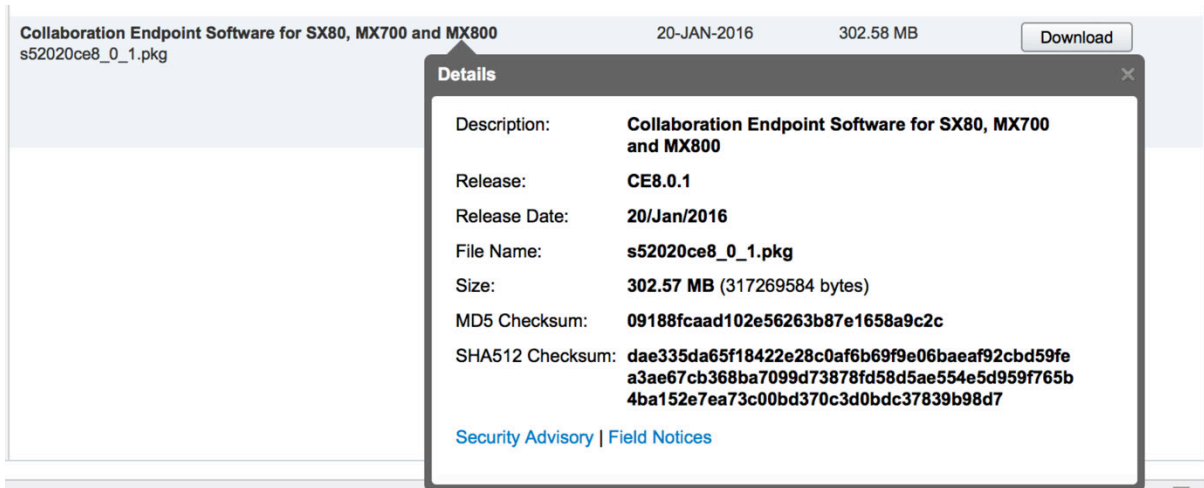 Collaboration Endpoint Software for SX80, MX700 and MX800 20-JAN-2016 302.58 MB Download
s52020ce8_0_1.pkg
Details
Description: Collaboration Endpoint Software for SX80, MX700
and MX800
Release: CE8.0.1
Release Date: 20/Jan/2016
File Name: s52020ce8_0_1.pkg
Size: 302.57 MB (317269584 bytes)
MD5 Checksum: 09188fcaad102e56263b87e1658a9c2c
SHA512 Checksum: dae335da65f18422e28c0af6b69f9e06baeaf92cbd59fe
a3ae67cb368ba7099d73878fd58d5ae554e5d959f765b
4ba152e7ea73c00bd370c3d0bdc37839b98d7
Security Advisory | Field Notices